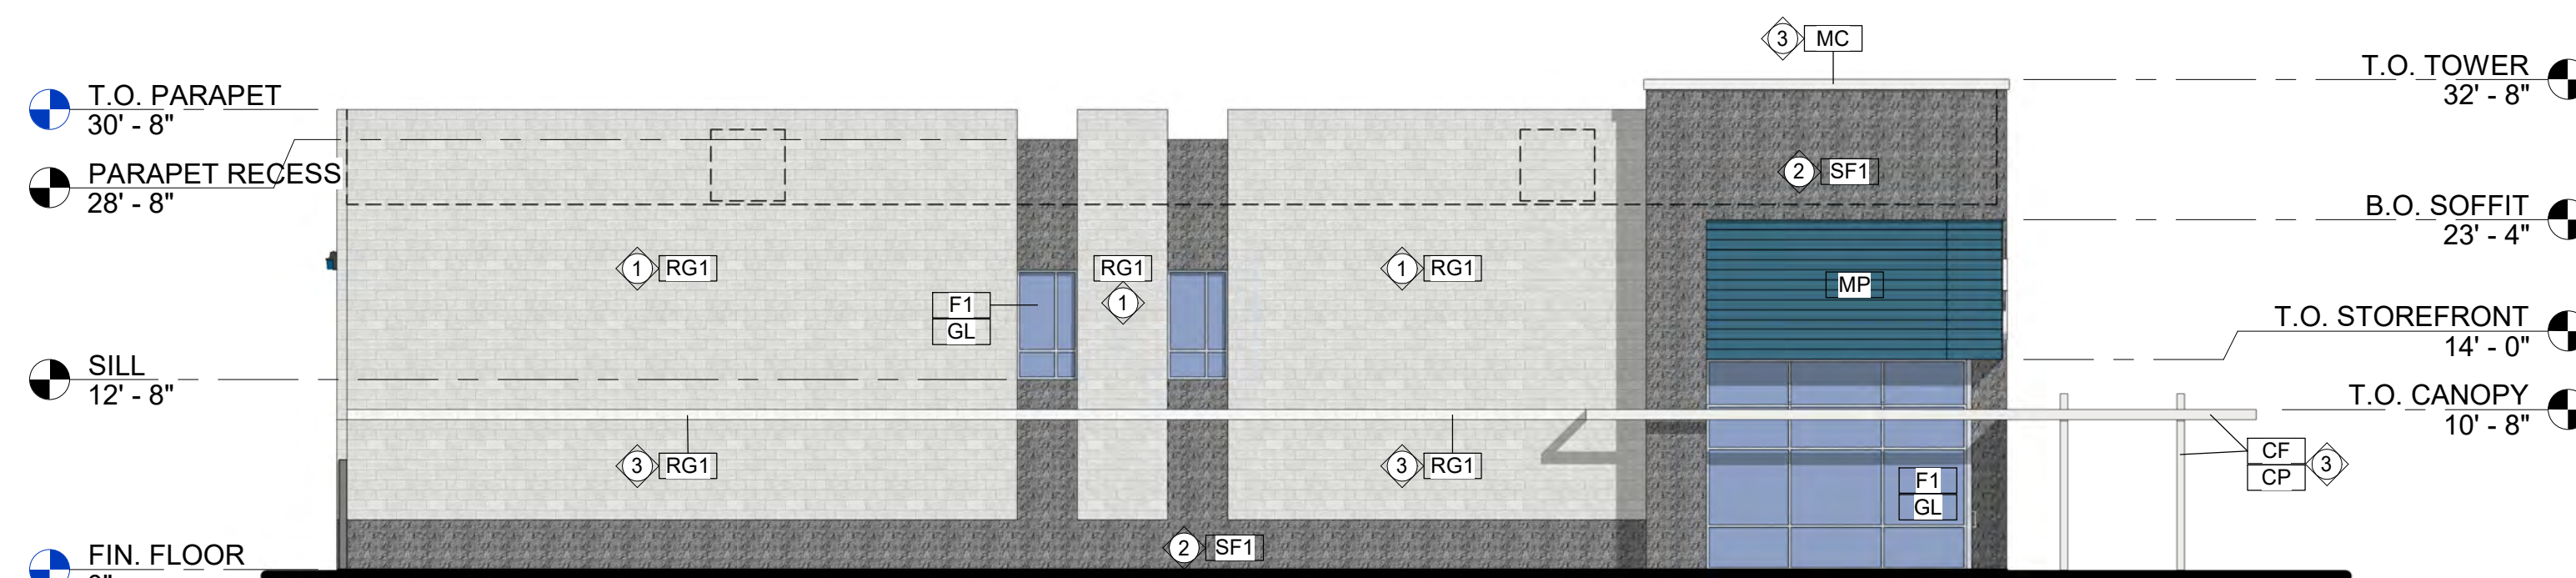 3 MC
T.O. PARAPET
30' - 8"
T.O. TOWER
32' - 8"
PARAPET RECESS
28' - 8"
2 SF1
B.O. SOFFIT
23' - 4"
1 RG1
RG1
1
1 RG1
MP
F1
GL
T.O. STOREFRONT
14' - 0"
SILL
12' - 8"
T.O. CANOPY
10' - 8"
3 RG1
3 RG1
F1
GL
CF
CP
3
2 SF1
FIN. FLOOR